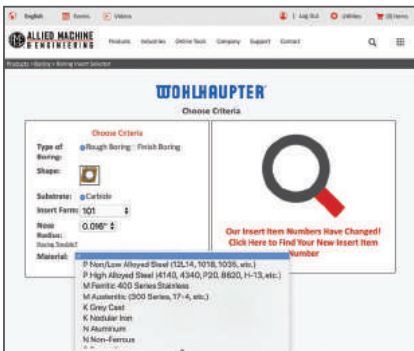 English Forms Videos | Log Out Utilities (0) Items
ALLIED MACHINE
& ENGINEERING
Products Industries Online Tools Company Support Contact
Products > Boring > Boring Insert Selector
WOHLHAUPTER
Choose Criteria
Choose Criteria
Type of Boring: Rough Boring Finish Boring
Shape:
Substrate: Carbide
Insert Form: 101
Nose Radius: 0.016"
Having Trouble?
Material:
P Non/Low Alloyed Steel (12L14, 1018, 1035, etc.)
P High Alloyed Steel (4140, 4340, P20, 8620, H-13, etc.)
M Ferritic 400 Series Stainless
M Austenitic (300 Series, 17-4, etc.)
K Grey Cast
K Nodular Iron
N Aluminum
N Non-Ferrous
Our Insert Item Numbers Have Changed!
Click Here to Find Your New Insert Item
Number